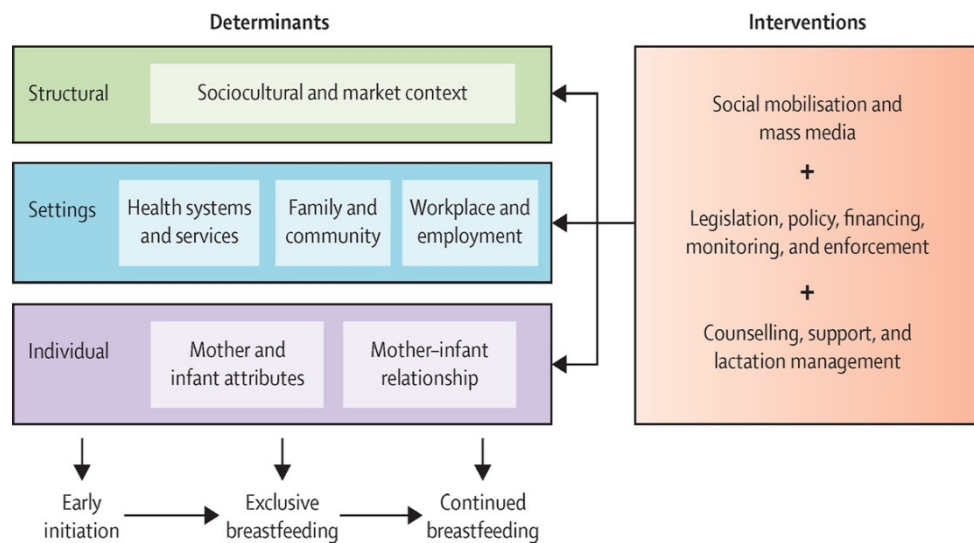 Determinants
Interventions
Structural
Sociocultural and market context
Settings
Health systems
and services
Family and
community
Workplace and
employment
Individual
Mother and
infant attributes
Mother–infant
relationship
Social mobilisation and
mass media
+
Legislation, policy, financing,
monitoring, and enforcement
+
Counselling, support, and
lactation management
Early
initiation
Exclusive
breastfeeding
Continued
breastfeeding